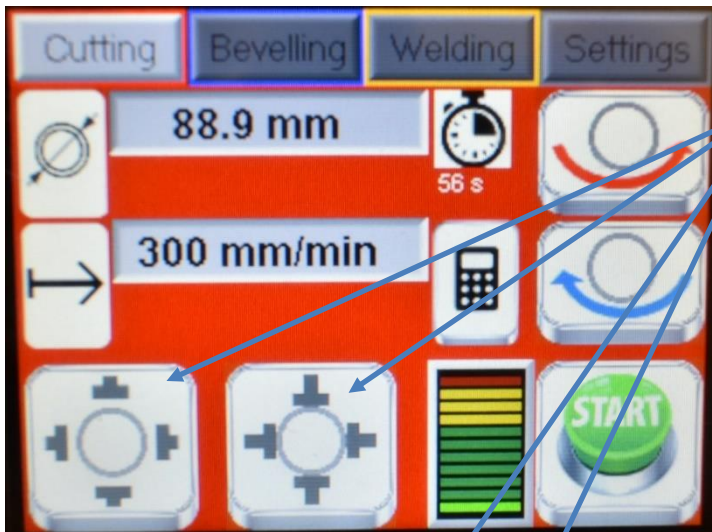 Cutting Bevelling Welding Settings
88.9 mm
56 s
300 mm/min
START